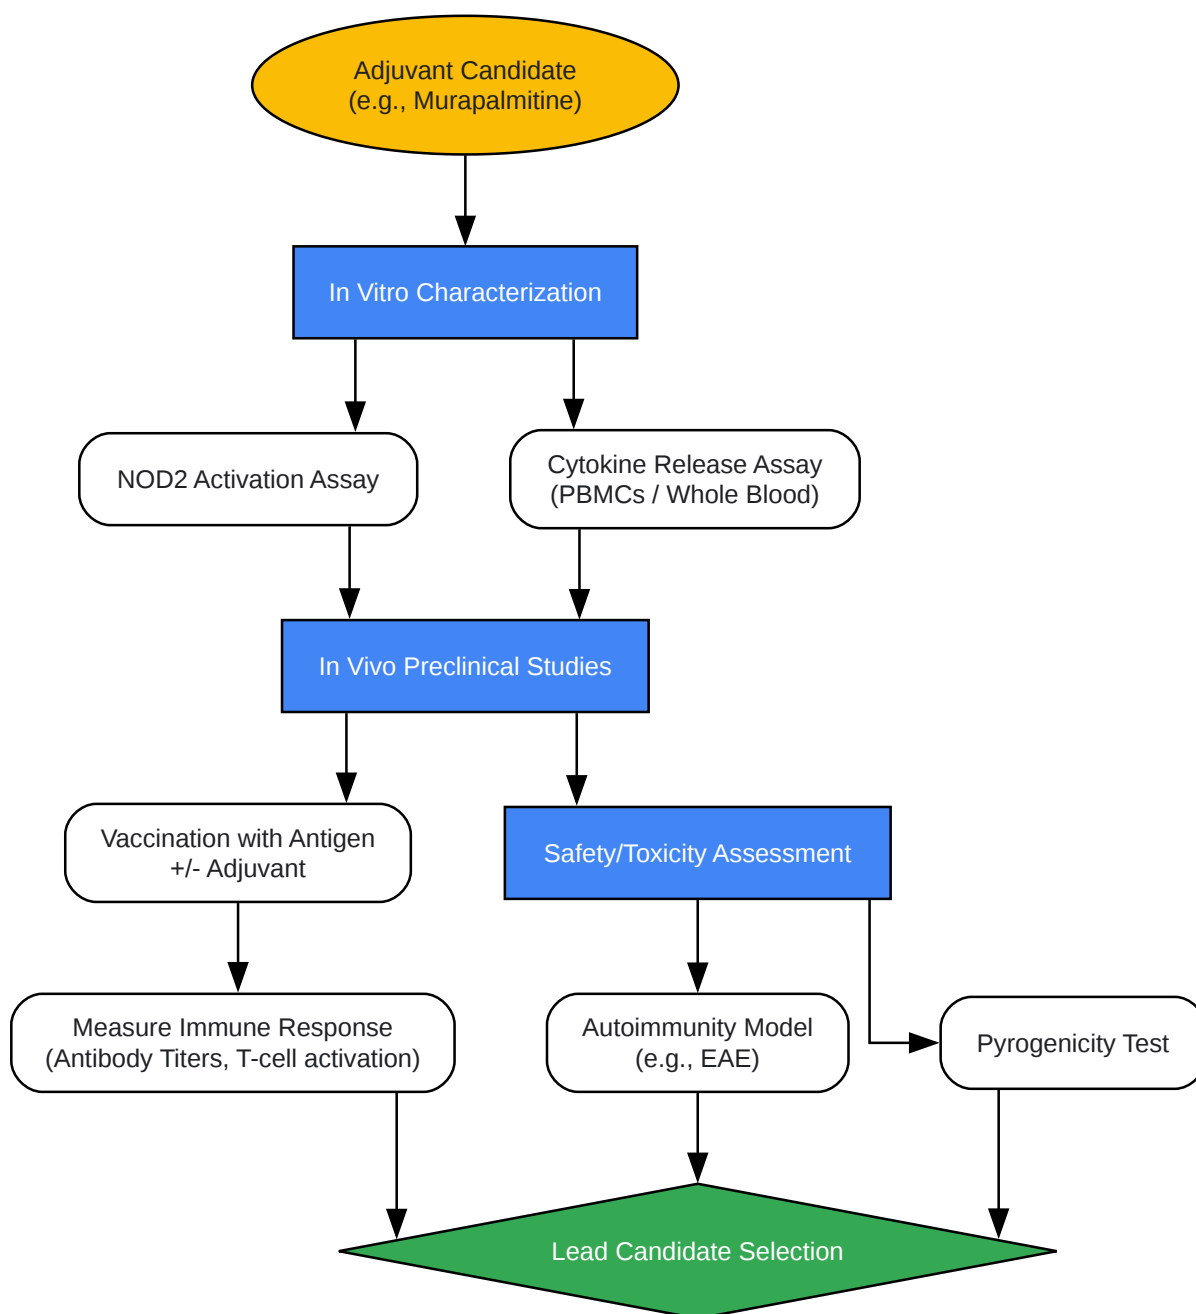 Adjuvant Candidate
(e.g., Murapalmitine)
In Vitro Characterization
NOD2 Activation Assay
Cytokine Release Assay
(PBMCs / Whole Blood)
In Vivo Preclinical Studies
Vaccination with Antigen
+/- Adjuvant
Safety/Toxicity Assessment
Measure Immune Response
(Antibody Titers, T-cell activation)
Autoimmunity Model
(e.g., EAE)
Pyrogenicity Test
Lead Candidate Selection